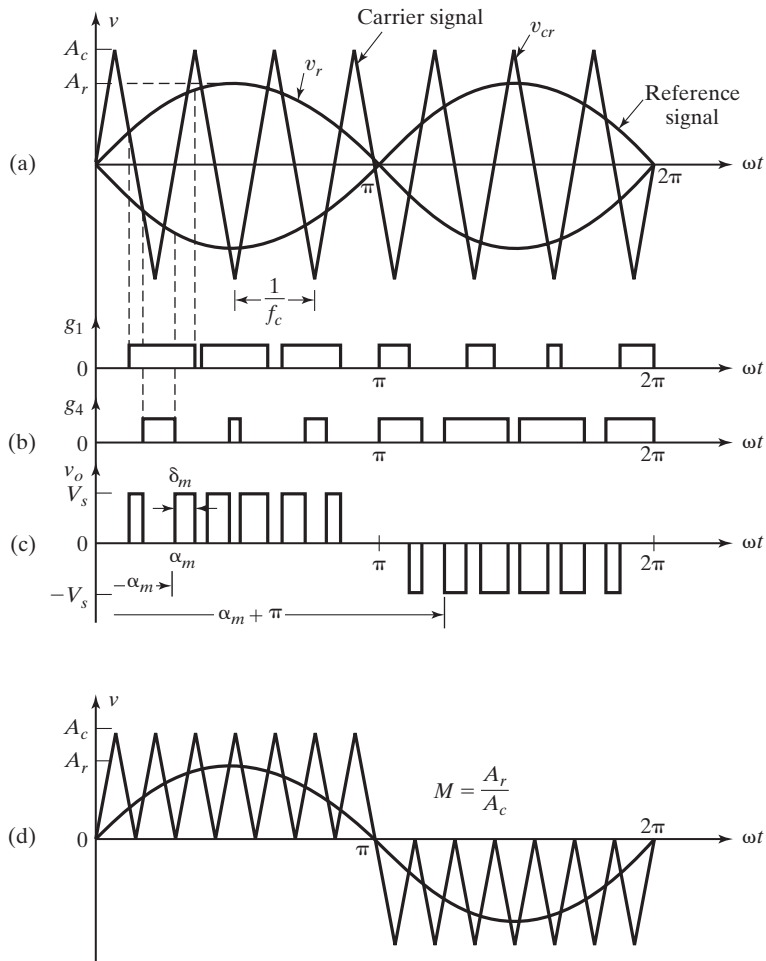 v
Carrier signal
A_c
v_cr
A_r
v_r
Reference
signal
(a)
ωt
π
2π
1
f_c
g_1
0
ωt
π
2π
g_4
(b)
0
ωt
π
2π
v_o
V_s
δ_m
(c)
0
ωt
α_m
π
2π
α_m
−V_s
α_m + π
v
A_c
A_r
M = A_r / A_c
2π
(d)
0
ωt
π